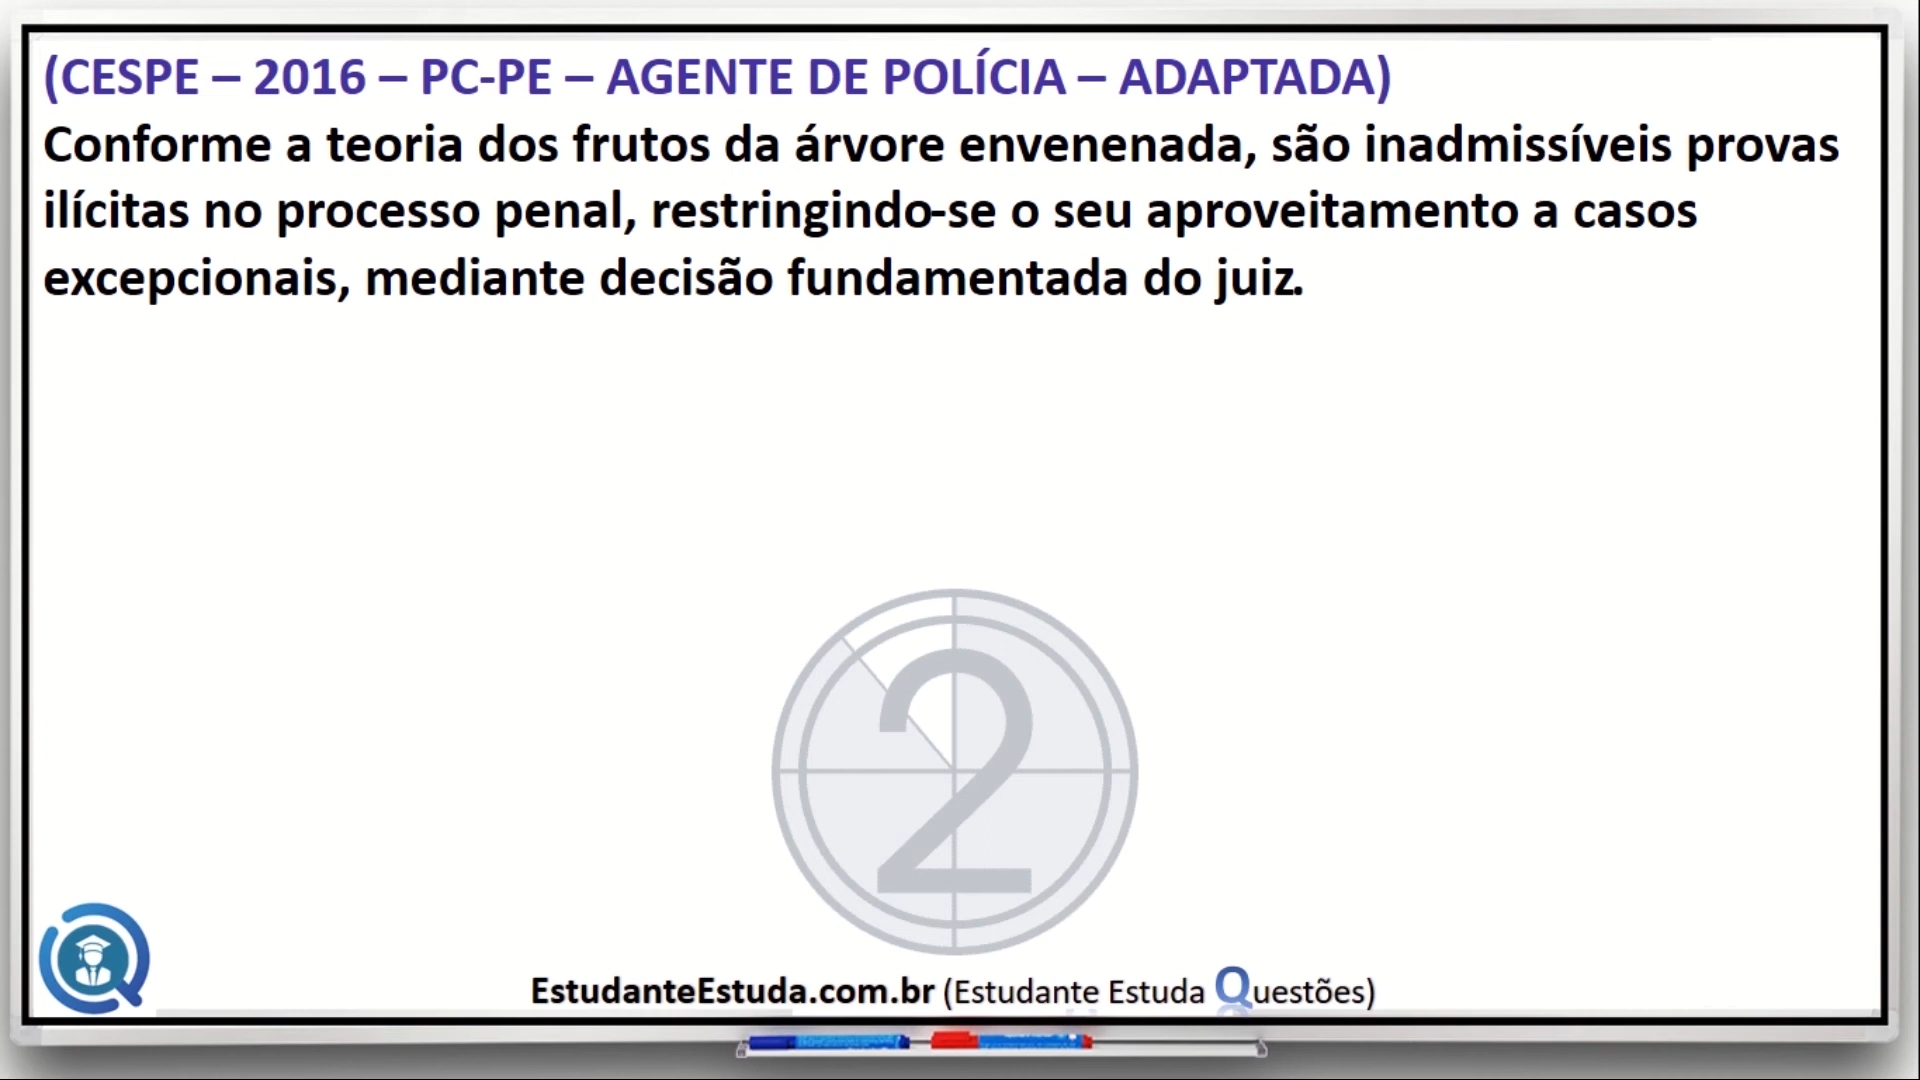 (CESPE – 2016 – PC-PE – AGENTE DE POLÍCIA – ADAPTADA)
Conforme a teoria dos frutos da árvore envenenada, são inadmissíveis provas
ilícitas no processo penal, restringindo-se o seu aproveitamento a casos
excepcionais, mediante decisão fundamentada do juiz.
2
EstudanteEstuda.com.br (Estudante Estuda Questões)